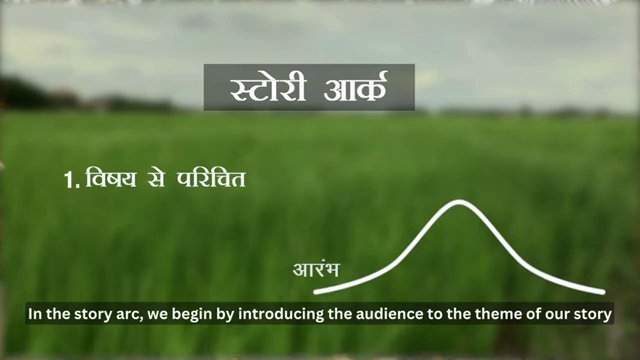 स्टोरी आर्क
1. विषय से परिचित
आरंभ
In the story arc, we begin by introducing the audience to the theme of our story